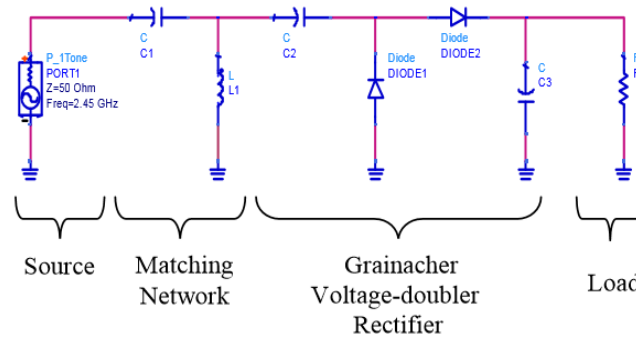 C
C1
C
C2
Diode
DIODE2
P_1Tone
PORT1
Z=50 Ohm
Freq=2.45 GHz
L
L1
Diode
DIODE1
C
C3
Source
Matching
Network
Grainacher
Voltage-doubler
Rectifier
Load